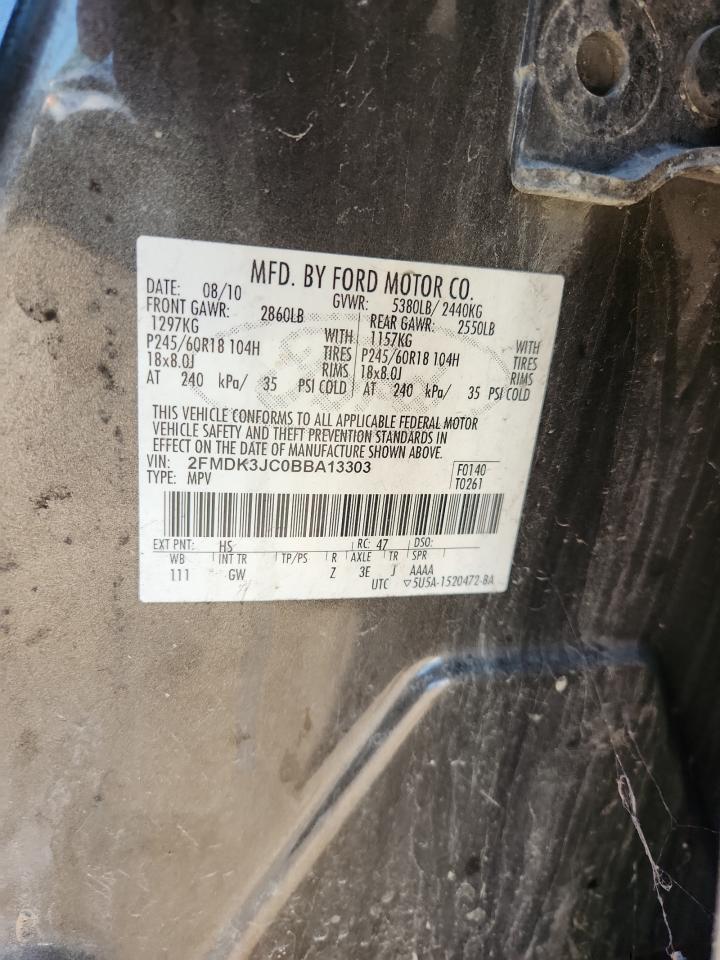 MFD. BY FORD MOTOR CO.
DATE: 08/10 GVWR: 5380LB/ 2440KG
FRONT GAWR: 2860LB REAR GAWR: 2550LB
1297KG WITH 1157KG WITH
P245/60R18 104H TIRES P245/60R18 104H TIRES
18x8.0J RIMS 18x8.0J RIMS
AT 240 kPa/ 35 PSI COLD AT 240 kPa/ 35 PSI COLD
THIS VEHICLE CONFORMS TO ALL APPLICABLE FEDERAL MOTOR
VEHICLE SAFETY AND THEFT PREVENTION STANDARDS IN
EFFECT ON THE DATE OF MANUFACTURE SHOWN ABOVE.
VIN: 2FMDK3JC0BBA13303 F0140
TYPE: MPV T0261
EXT PNT: HS RC: 47 DSO:
WB INT TR TP/PS R AXLE TR SPR
111 GW Z 3E J AAAA
UTC ▽5U5A-1520472-BA